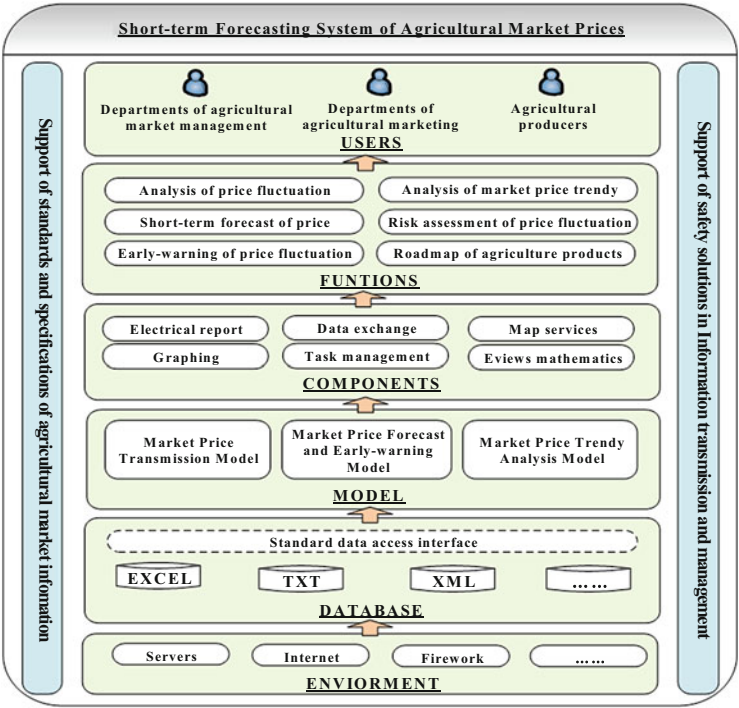 Short-term Forecasting System of Agricultural Market Prices
Support of standards and specifications of agricultural market infomation
Departments of agricultural
market management
Departments of
agricultural marketing
Agricultural
producers
USERS
Analysis of price fluctuation
Analysis of market price trendy
Short-term forecast of price
Risk assessment of price fluctuation
Early-warning of price fluctuation
Roadmap of agriculture products
FUNTIONS
Electrical report
Data exchange
Map services
Graphing
Task management
Eviews mathematics
COMPONENTS
Market Price
Transmission Model
Market Price Forecast
and Early-warning
Model
Market Price Trendy
Analysis Model
MODEL
Standard data access interface
EXCEL
TXT
XML
……
DATABASE
Servers
Internet
Firework
……
ENVIORMENT
Support of safety solutions in Information transmission and management